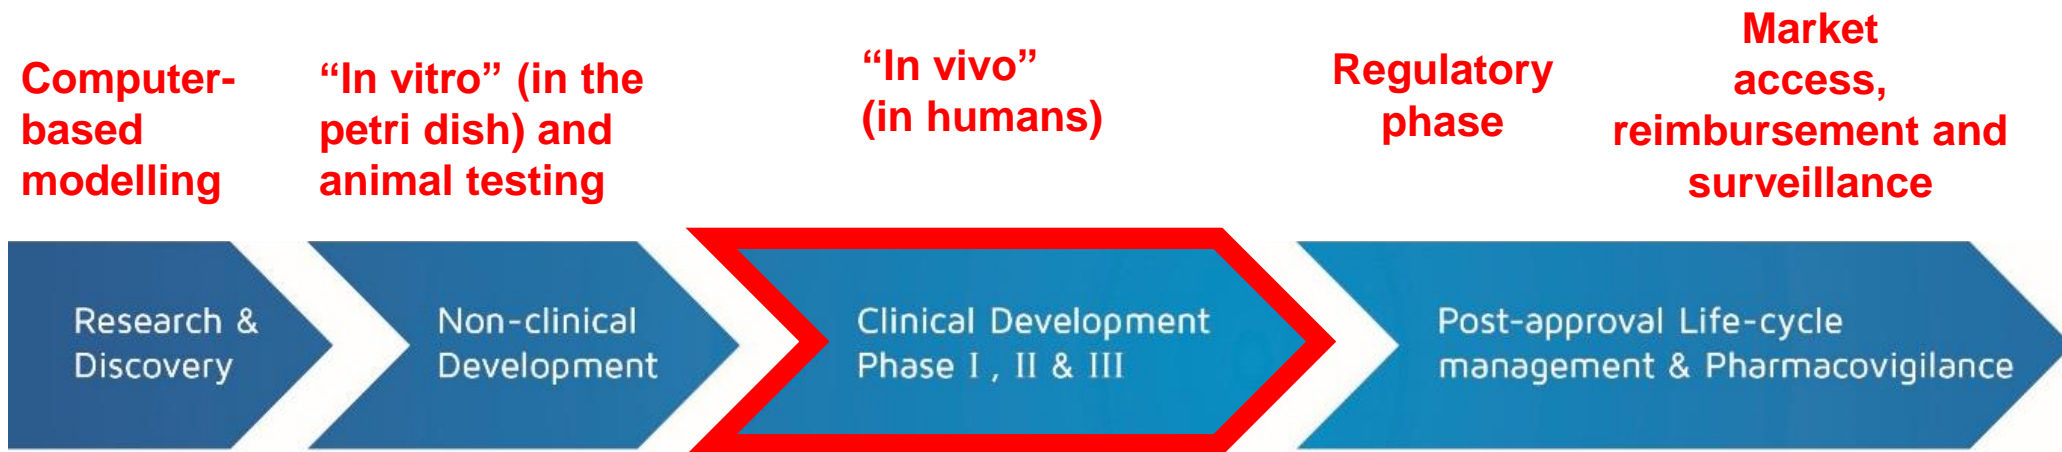 Computer-
based
modelling
“In vitro” (in the
petri dish) and
animal testing
“In vivo”
(in humans)
Regulatory
phase
Market
access,
reimbursement and
surveillance
Research &
Discovery
Non-clinical
Development
Clinical Development
Phase I , II & III
Post-approval Life-cycle
management & Pharmacovigilance